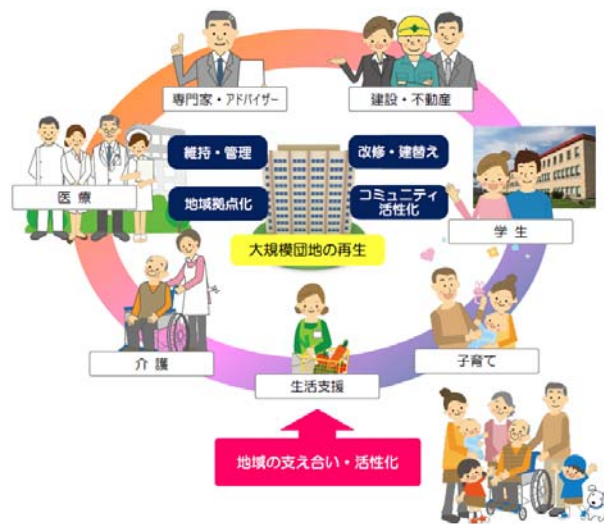 専門家・アドバイザー
建設・不動産
維持・管理
改修・建替え
医 療
地域拠点化
コミュニティ
活性化
学 生
大規模団地の再生
介 護
生活支援
子育て
地域の支え合い・活性化